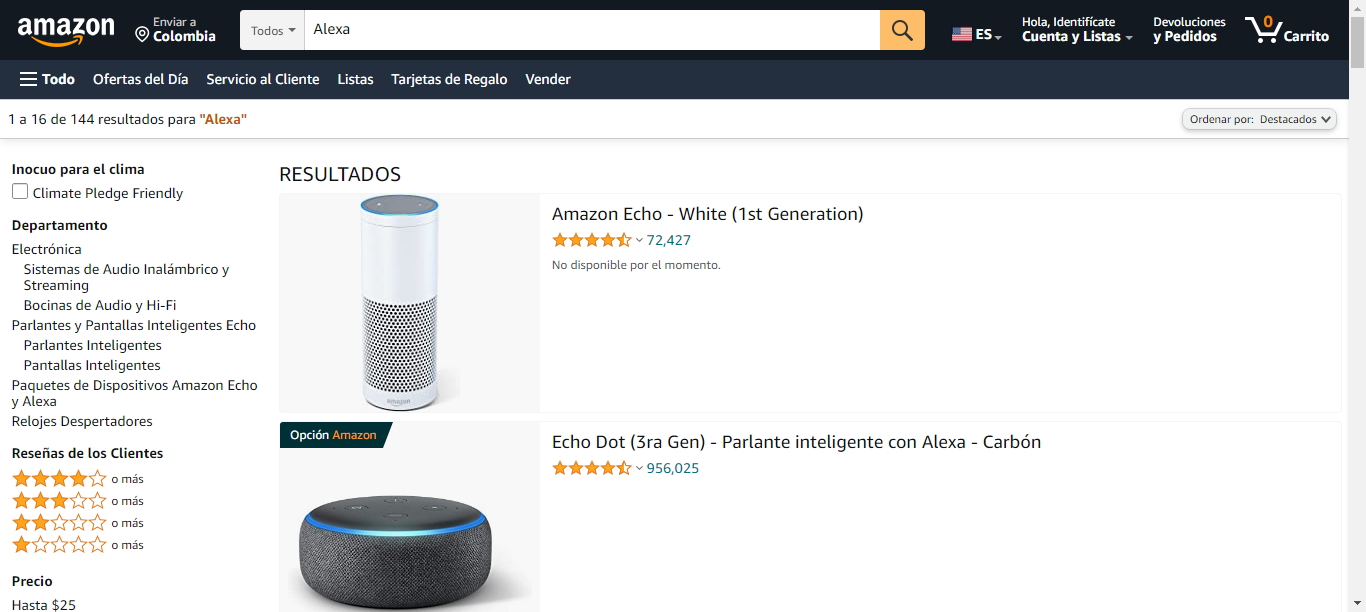 amazon
Enviar a
Colombia
Todos
Alexa
ES
Hola, Identifícate
Cuenta y Listas
Devoluciones
y Pedidos
0
Carrito
Todo
Ofertas del Día
Servicio al Cliente
Listas
Tarjetas de Regalo
Vender
1 a 16 de 144 resultados para "Alexa"
Ordenar por: Destacados
Inocuo para el clima
Climate Pledge Friendly
Departamento
Electrónica
Sistemas de Audio Inalámbrico y
Streaming
Bocinas de Audio y Hi-Fi
Parlantes y Pantallas Inteligentes Echo
Parlantes Inteligentes
Pantallas Inteligentes
Paquetes de Dispositivos Amazon Echo
y Alexa
Relojes Despertadores
Reseñas de los Clientes
o más
o más
o más
o más
Precio
Hasta $25
RESULTADOS
amazon
Amazon Echo - White (1st Generation)
72,427
No disponible por el momento.
Opción Amazon
Echo Dot (3ra Gen) - Parlante inteligente con Alexa - Carbón
956,025